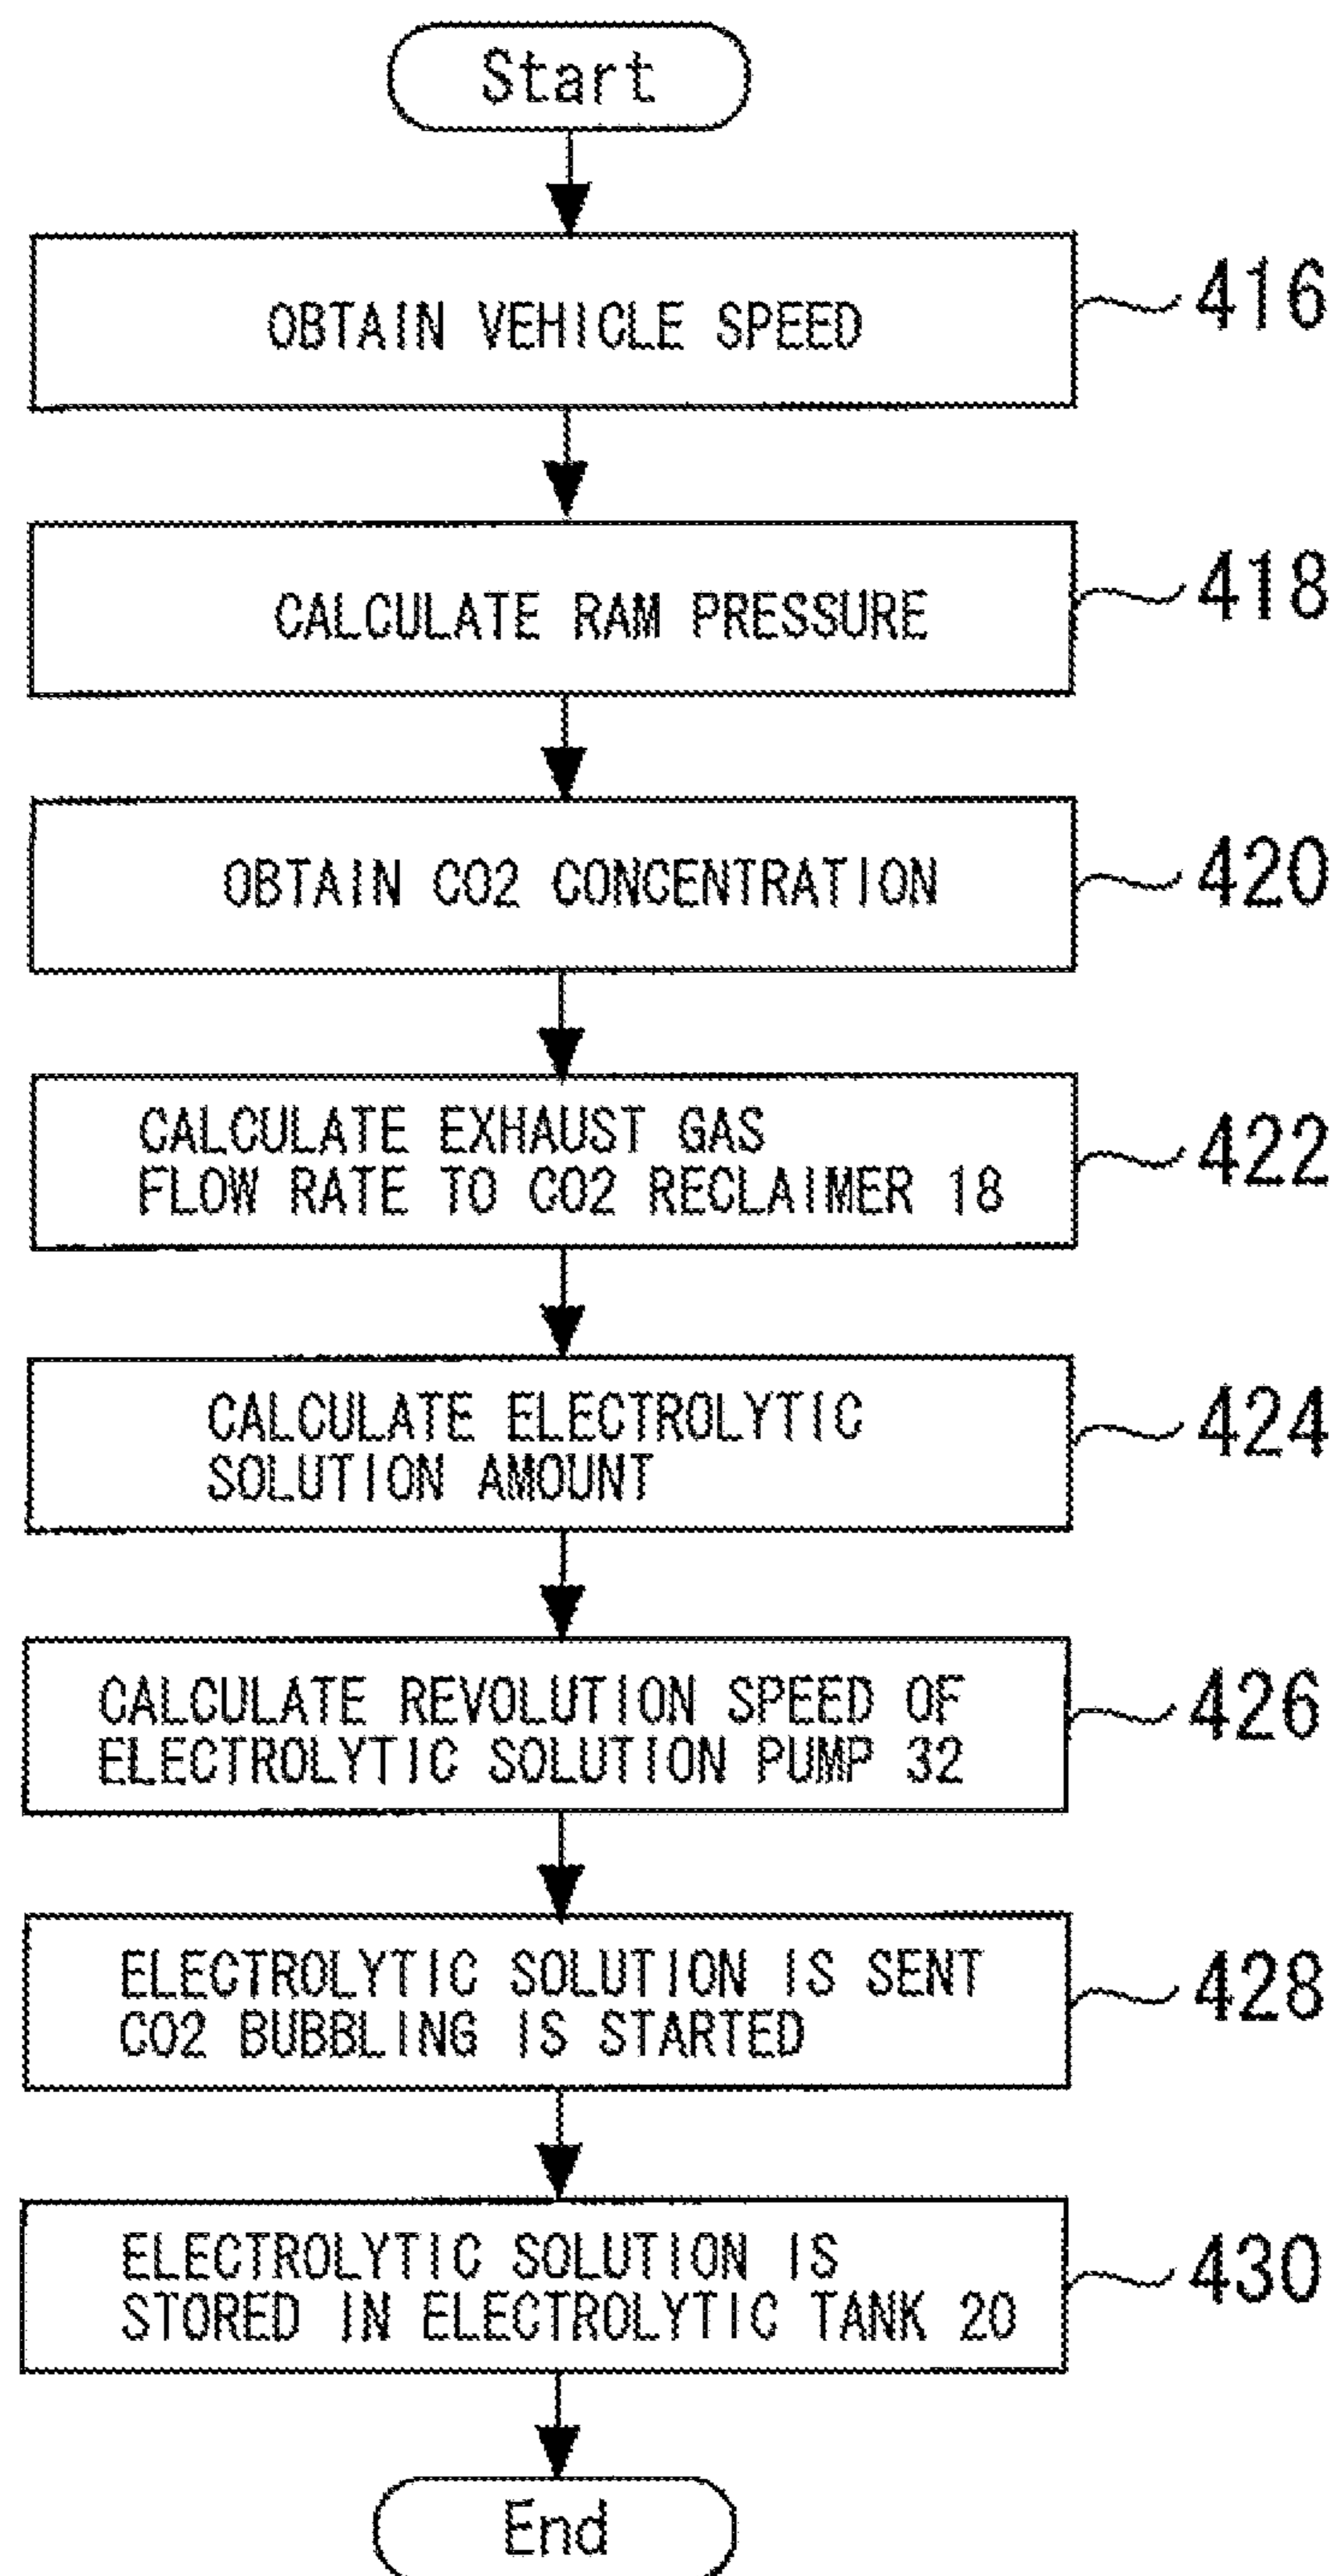 Start
OBTAIN VEHICLE SPEED
416
CALCULATE RAM PRESSURE
418
OBTAIN CO2 CONCENTRATION
420
CALCULATE EXHAUST GAS
FLOW RATE TO CO2 RECLAIMER 18
422
CALCULATE ELECTROLYTIC
SOLUTION AMOUNT
424
CALCULATE REVOLUTION SPEED OF
ELECTROLYTIC SOLUTION PUMP 32
426
ELECTROLYTIC SOLUTION IS SENT
CO2 BUBBLING IS STARTED
428
ELECTROLYTIC SOLUTION IS
STORED IN ELECTROLYTIC TANK 20
430
End